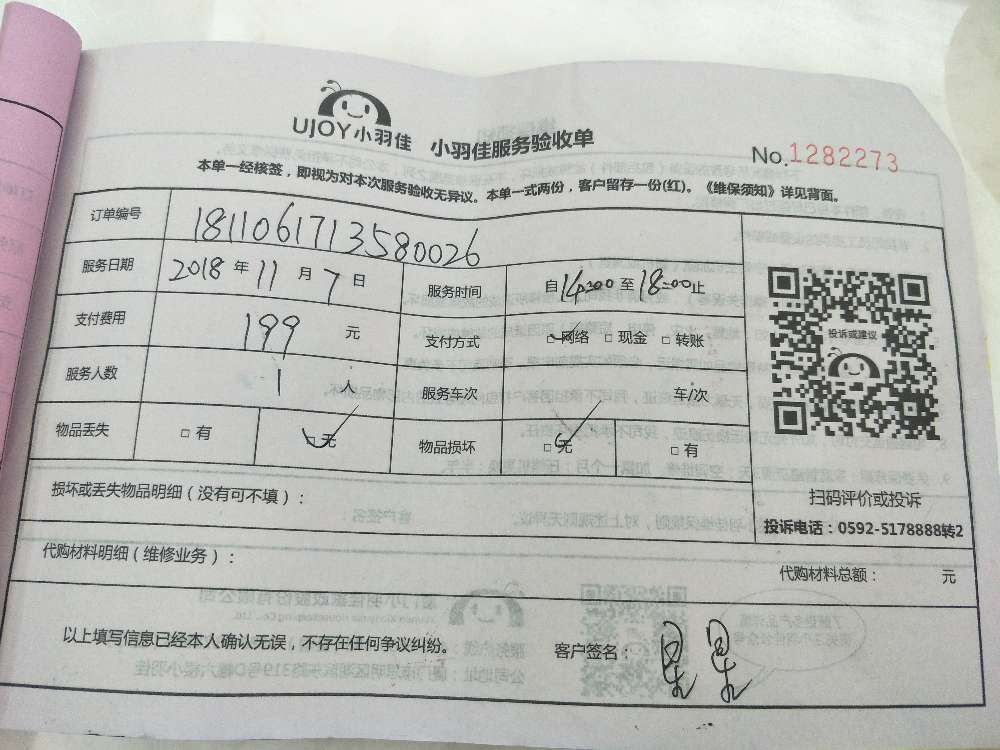 UJOY小羽佳 小羽佳服务验收单
No.1282273
本单一经核签，即视为对本次服务验收无异议。本单一式两份，客户留存一份(红)。《维保须知》详见背面。
订单编号 1811061713580026
服务日期 2018 年 11 月 7 日 服务时间 自14:00 至 18:00止
支付费用 199 元 支付方式 □网络 □现金 □转账
服务人数 1 人 服务车次 车/次
物品丢失 □有 □无 物品损坏 □无 □有
投诉或建议
扫码评价或投诉
投诉电话：0592-5178888转2
损坏或丢失物品明细（没有可不填）：
代购材料明细（维修业务）：
代购材料总额： 元
以上填写信息已经本人确认无误，不存在任何争议纠纷。 客户签名：